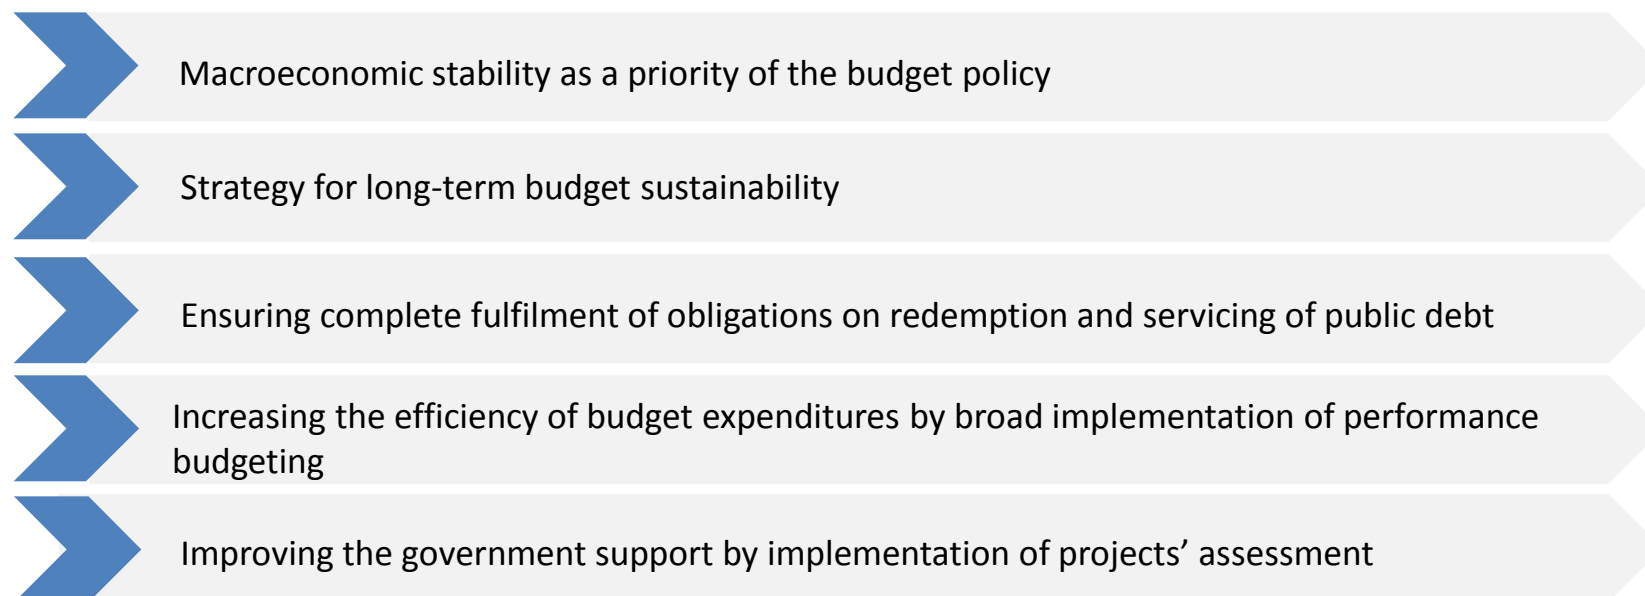 Macroeconomic stability as a priority of the budget policy
Strategy for long-term budget sustainability
Ensuring complete fulfilment of obligations on redemption and servicing of public debt
Increasing the efficiency of budget expenditures by broad implementation of performance
budgeting
Improving the government support by implementation of projects’ assessment